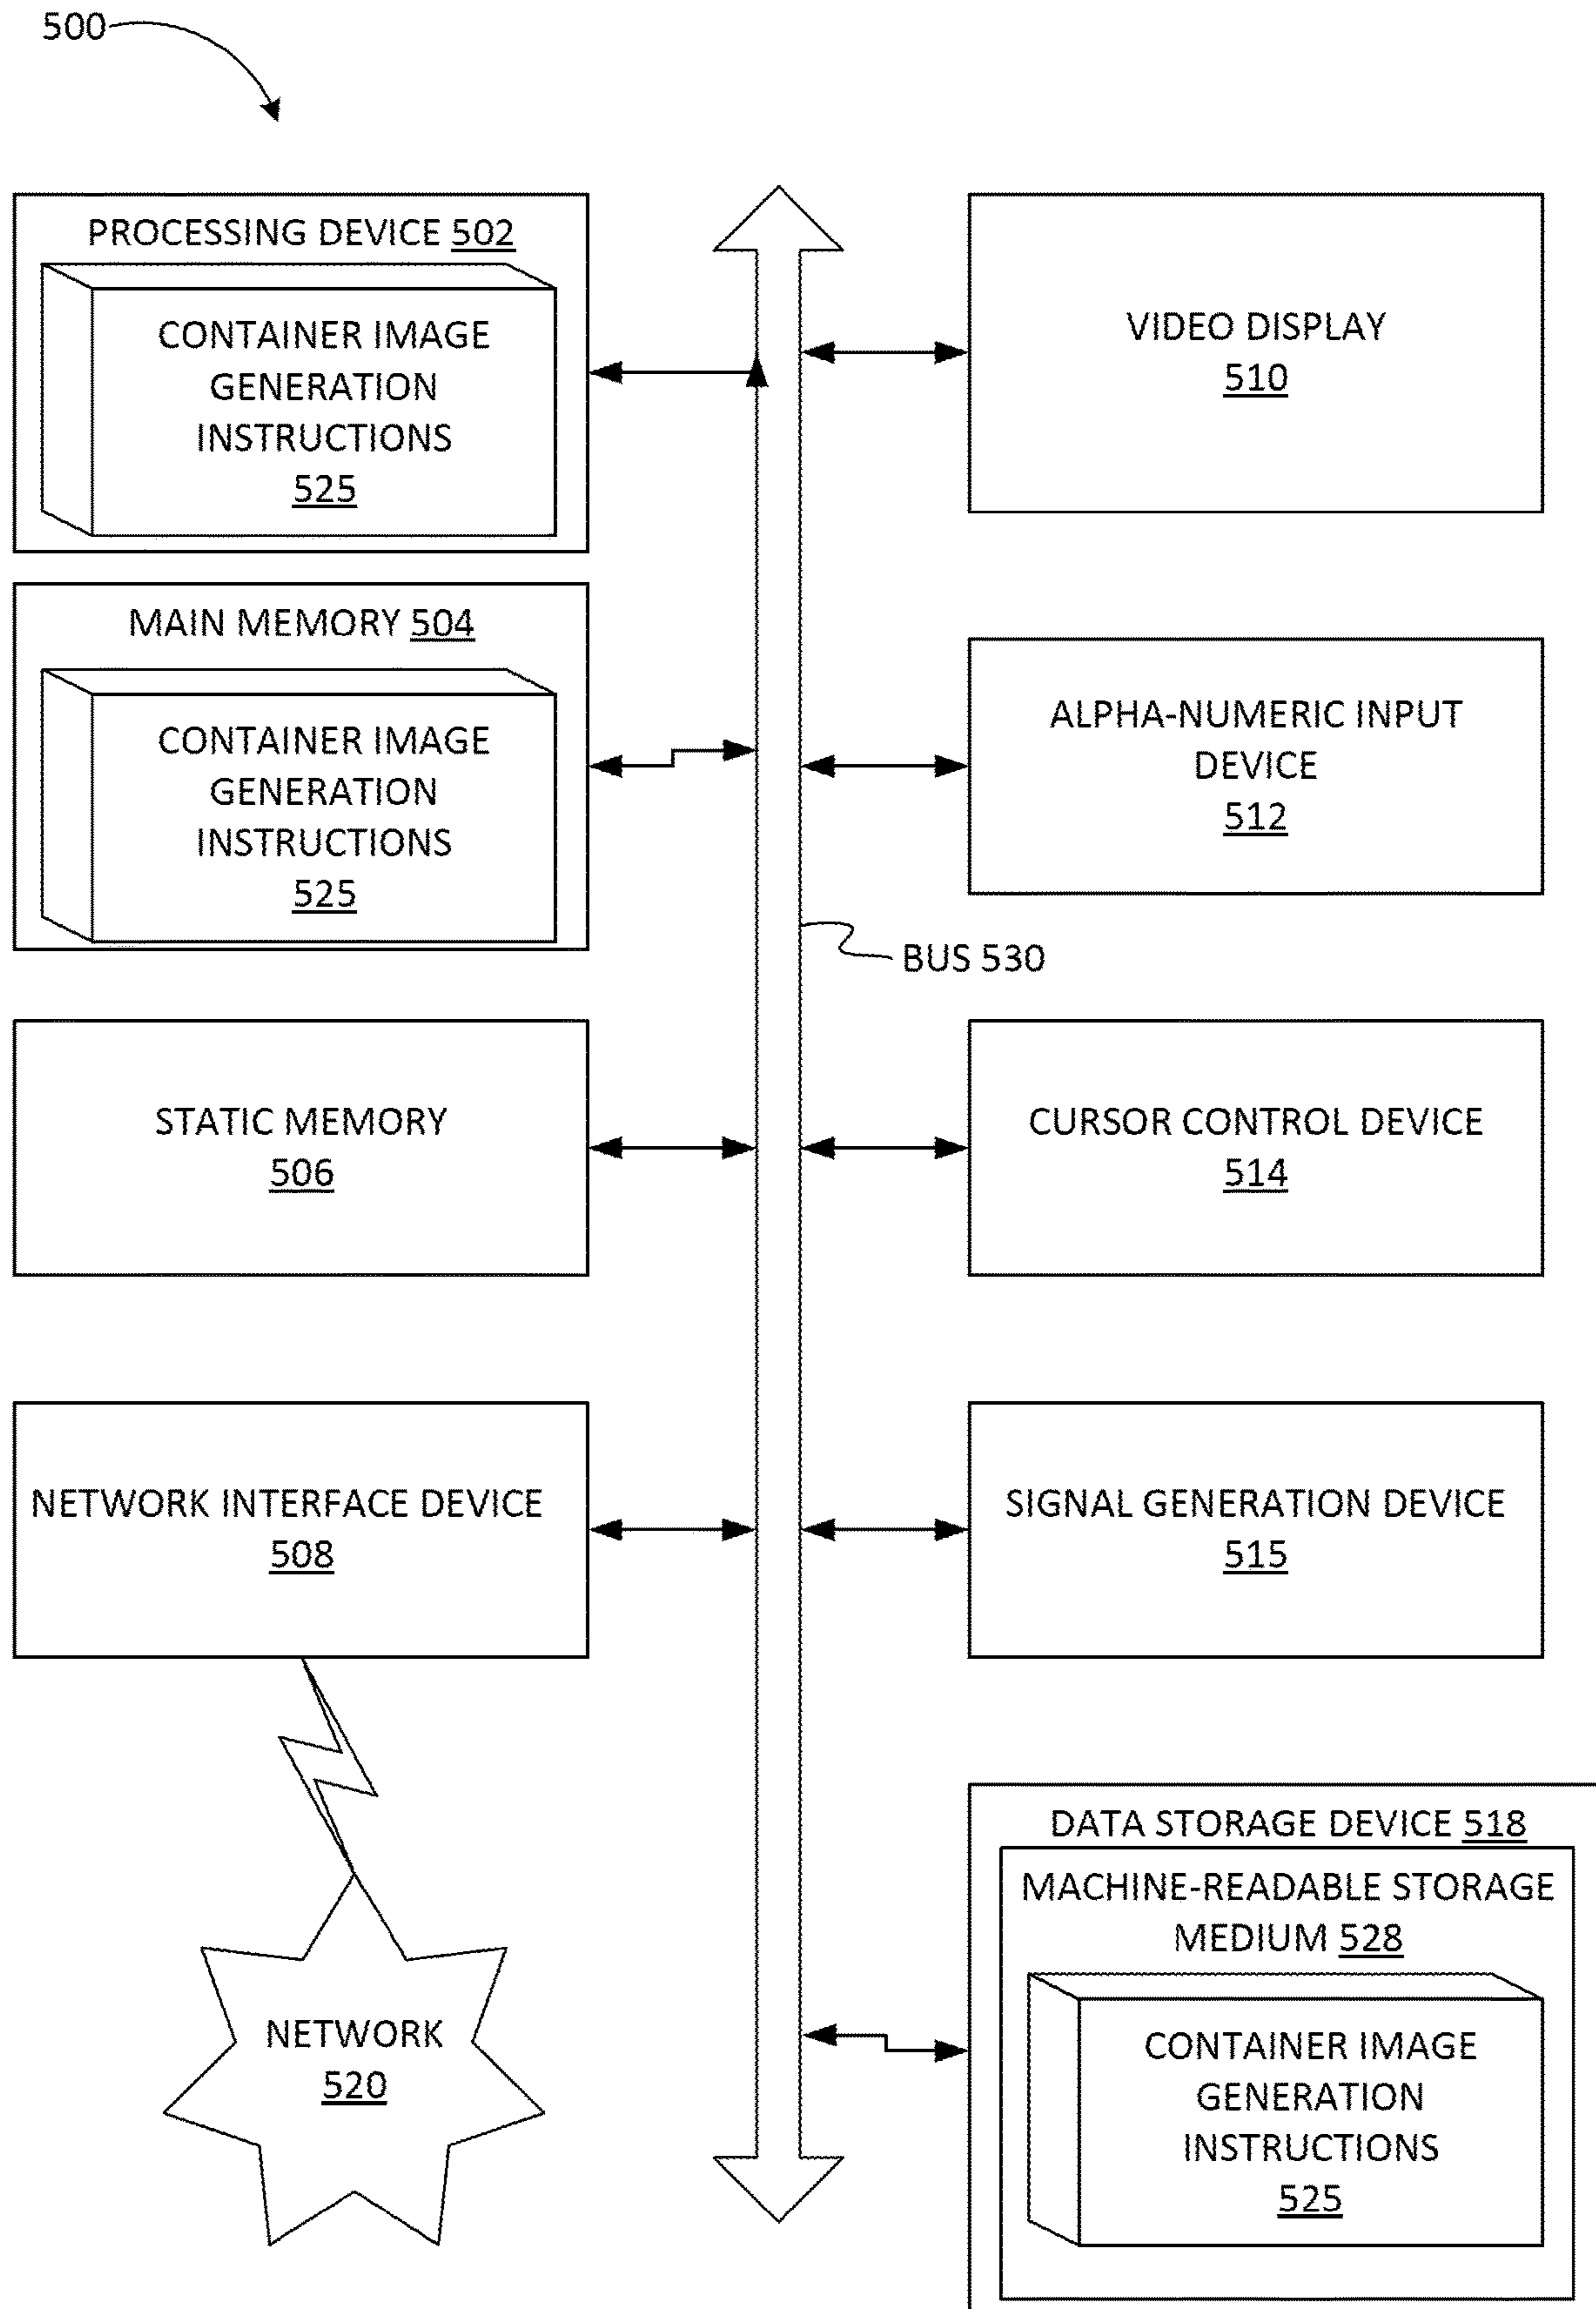 500
PROCESSING DEVICE 502
CONTAINER IMAGE
GENERATION
INSTRUCTIONS
525
MAIN MEMORY 504
CONTAINER IMAGE
GENERATION
INSTRUCTIONS
525
STATIC MEMORY
506
NETWORK INTERFACE DEVICE
508
NETWORK
520
BUS 530
VIDEO DISPLAY
510
ALPHA-NUMERIC INPUT
DEVICE
512
CURSOR CONTROL DEVICE
514
SIGNAL GENERATION DEVICE
515
DATA STORAGE DEVICE 518
MACHINE-READABLE STORAGE
MEDIUM 528
CONTAINER IMAGE
GENERATION
INSTRUCTIONS
525